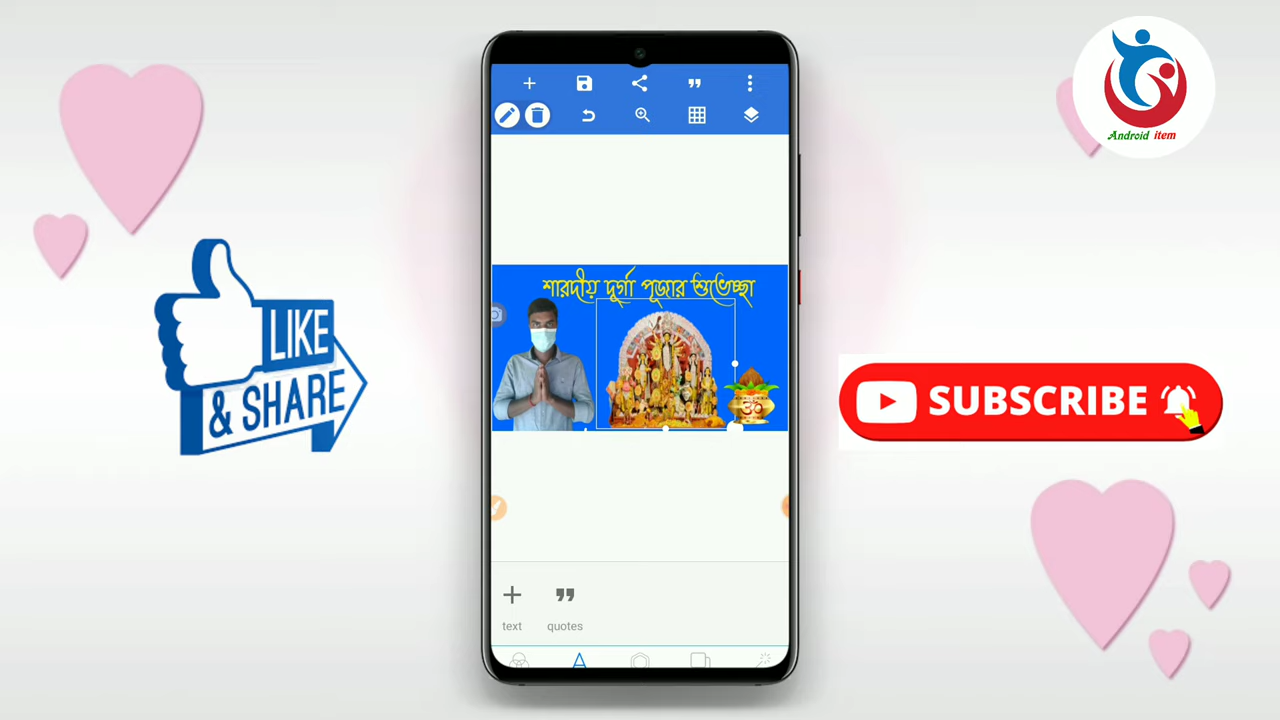 Android item
শারদীয় দূর্গা পূজার শুভেচ্ছা
LIKE
& SHARE
SUBSCRIBE
text
quotes